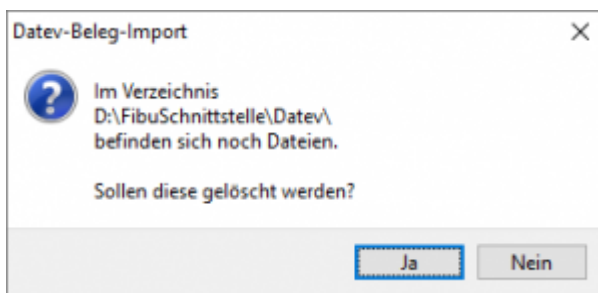 Datev-Beleg-Import
Im Verzeichnis
D:\FibuSchnittstelle\Datev\
befinden sich noch Dateien.
Sollen diese gelöscht werden?
Ja
Nein